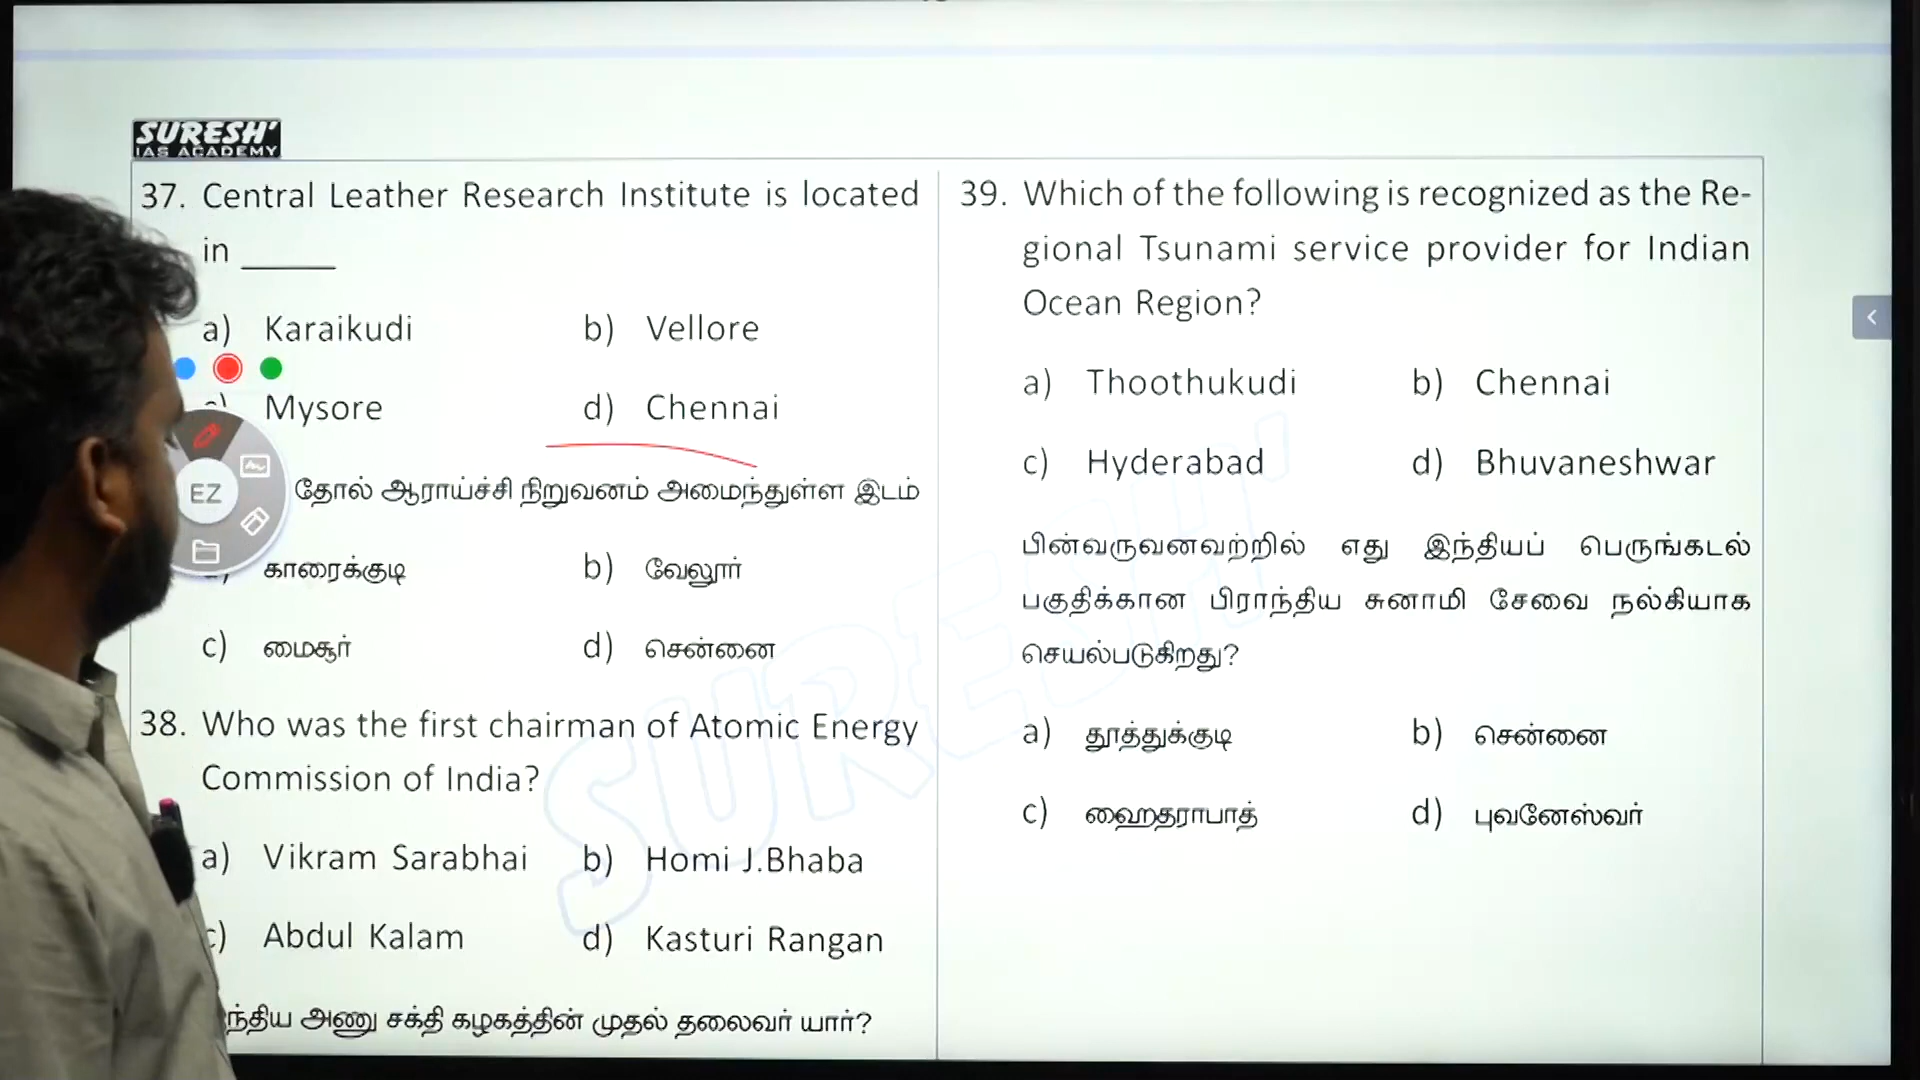 SURESH'
IAS ACADEMY
37. Central Leather Research Institute is located
in ______
a) Karaikudi b) Vellore
Mysore d) Chennai
EZ
தோல் ஆராய்ச்சி நிறுவனம் அமைந்துள்ள இடம்
காரைக்குடி b) வேலூர்
c) மைசூர் d) சென்னை
38. Who was the first chairman of Atomic Energy
Commission of India?
a) Vikram Sarabhai b) Homi J.Bhaba
c) Abdul Kalam d) Kasturi Rangan
ந்திய அணு சக்தி கழகத்தின் முதல் தலைவர் யார்?
39. Which of the following is recognized as the Re-
gional Tsunami service provider for Indian
Ocean Region?
a) Thoothukudi b) Chennai
c) Hyderabad d) Bhuvaneshwar
பின்வருவனவற்றில் எது இந்தியப் பெருங்கடல்
பகுதிக்கான பிராந்திய சுனாமி சேவை நல்கியாக
செயல்படுகிறது?
a) தூத்துக்குடி b) சென்னை
c) ஹைதராபாத் d) புவனேஸ்வர்
SURESH'